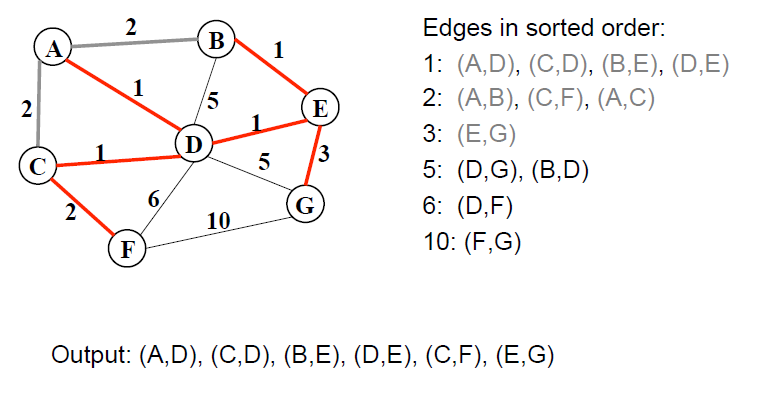 2
A
B
1
1
2
5
E
1
D
1
5
3
C
6
2
10
G
F
Edges in sorted order:
1: (A,D), (C,D), (B,E), (D,E)
2: (A,B), (C,F), (A,C)
3: (E,G)
5: (D,G), (B,D)
6: (D,F)
10: (F,G)
Output: (A,D), (C,D), (B,E), (D,E), (C,F), (E,G)